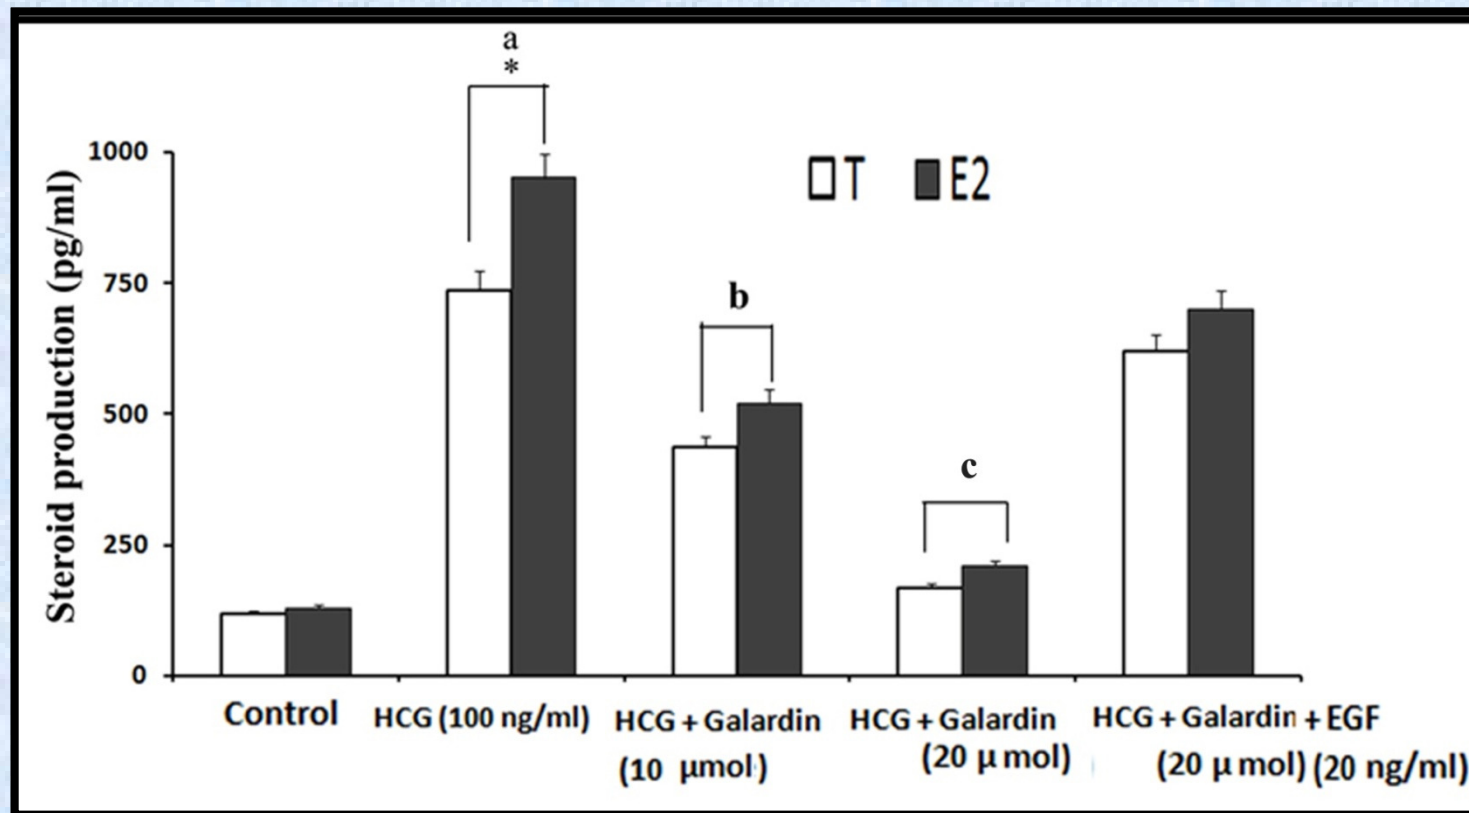 a
*
1000
T E2
750
b
500
c
250
0
Steroid production (pg/ml)
Control
HCG (100 ng/ml)
HCG + Galardin
(10 μmol)
HCG + Galardin
(20 μ mol)
HCG + Galardin + EGF
(20 μ mol) (20 ng/ml)